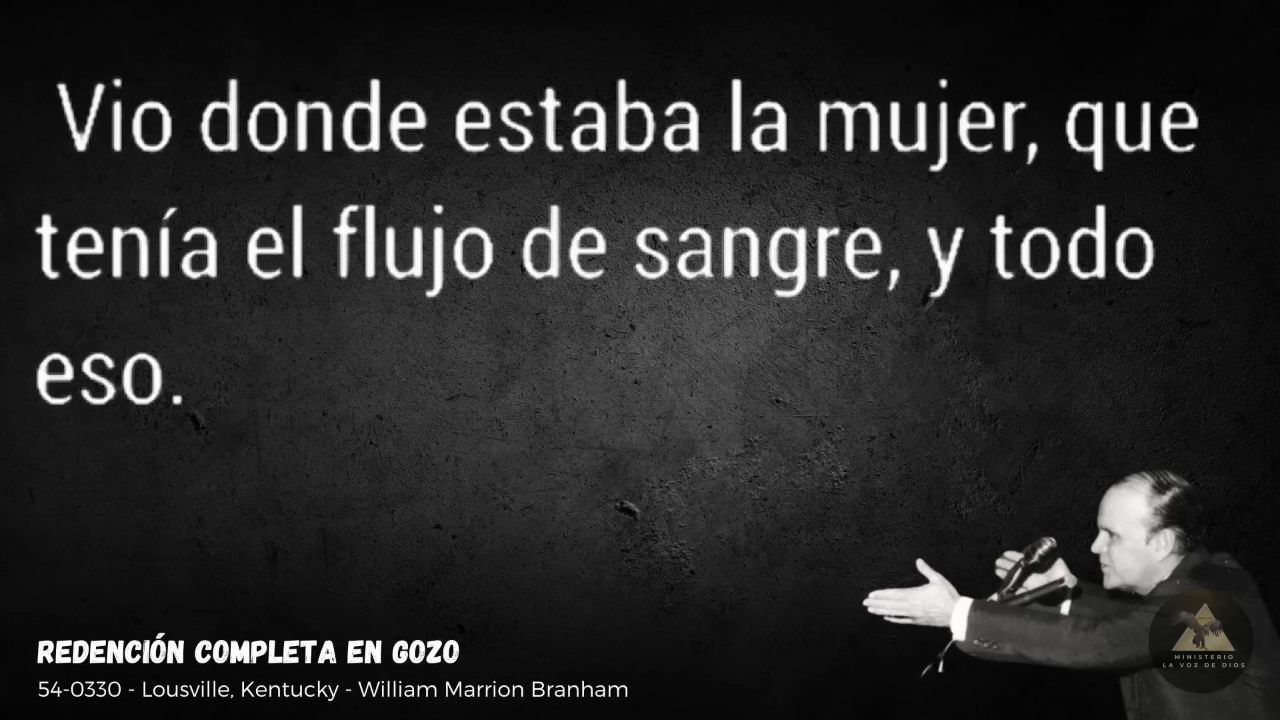 Vio donde estaba la mujer, que
tenía el flujo de sangre, y todo
eso.
REDENCIÓN COMPLETA EN GOZO
54-0330 - Lousville, Kentucky - William Marrion Branham
MINISTERIO
LA VOZ DE DIOS